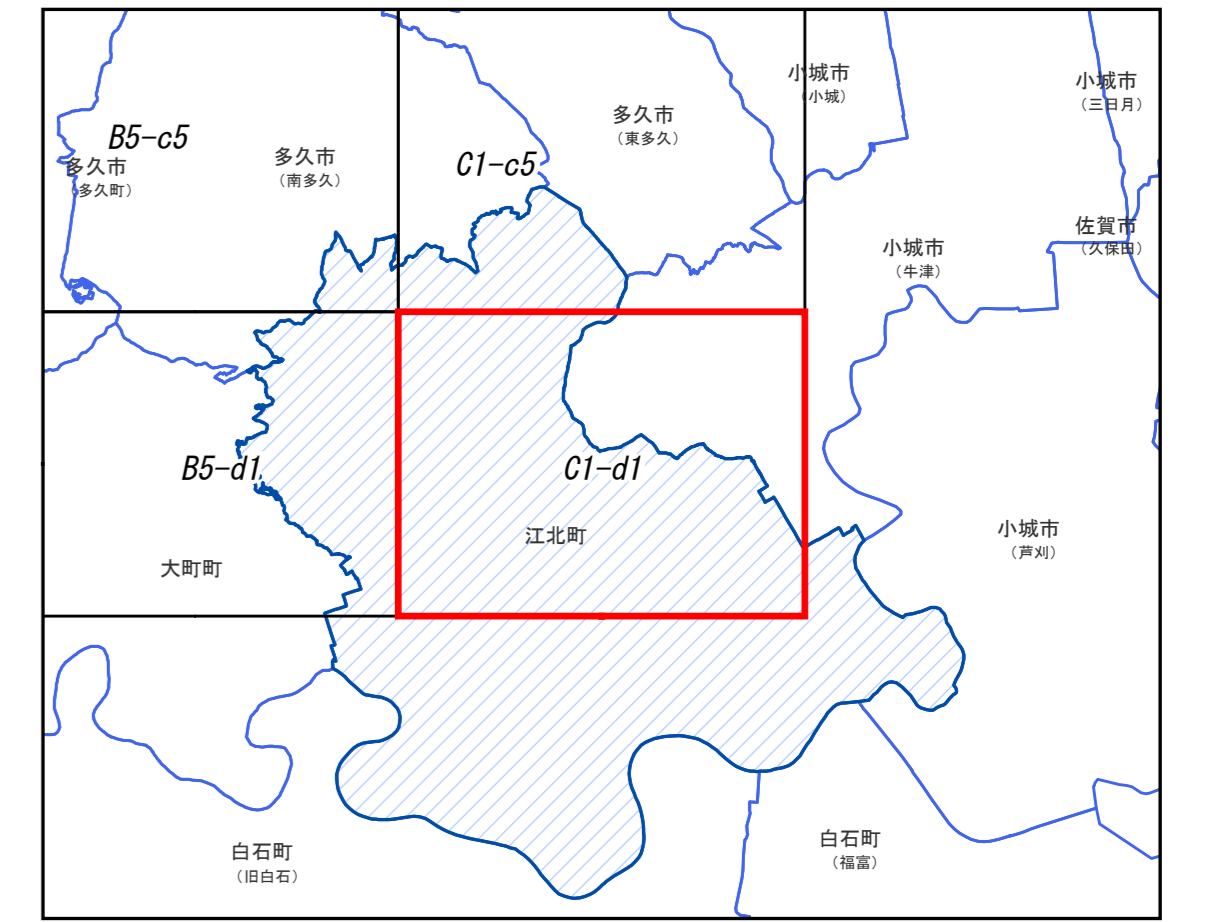 小城市
(小城)
小城市
(三日月)
多久市
(東多久)
B5-c5
多久市
(多久町)
多久市
(南多久)
C1-c5
佐賀市
(久保田)
小城市
(牛津)
B5-d1
C1-d1
江北町
小城市
(芦刈)
大町町
白石町
(旧白石)
白石町
(福富)